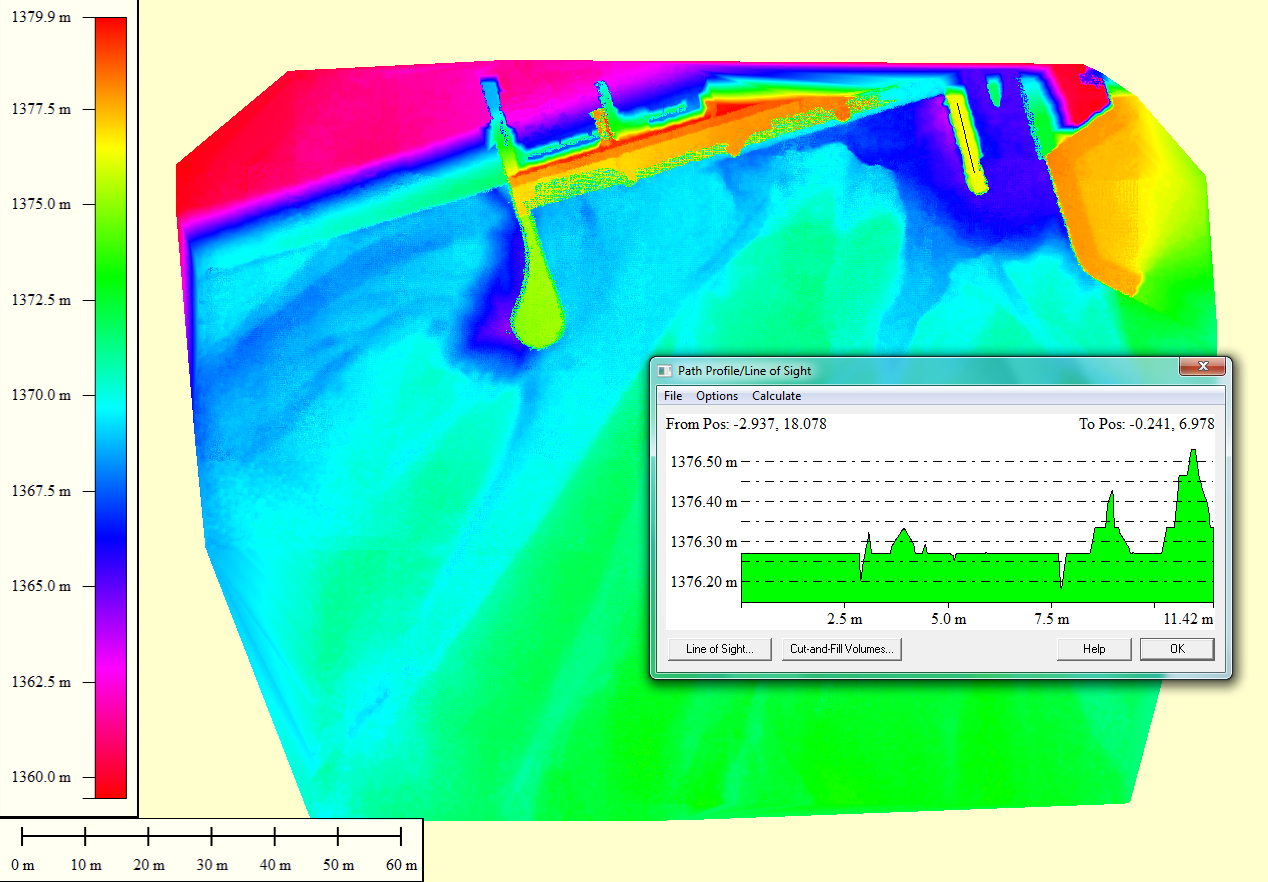 1379.9 m
1377.5 m
1375.0 m
1372.5 m
1370.0 m
1367.5 m
1365.0 m
1362.5 m
1360.0 m
0 m 10 m 20 m 30 m 40 m 50 m 60 m
Path Profile/Line of Sight
File Options Calculate
From Pos: -2.937, 18.078 To Pos: -0.241, 6.978
1376.50 m
1376.40 m
1376.30 m
1376.20 m
2.5 m 5.0 m 7.5 m 11.42 m
Line of Sight... Cut-and-Fill Volumes... Help OK